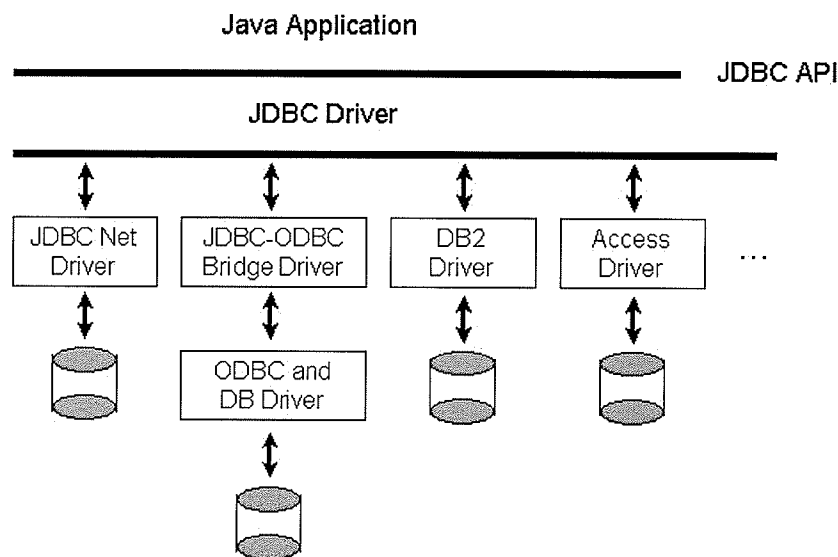 Java Application
JDBC API
JDBC Driver
JDBC Net
Driver
JDBC-ODBC
Bridge Driver
DB2
Driver
Access
Driver
...
ODBC and
DB Driver